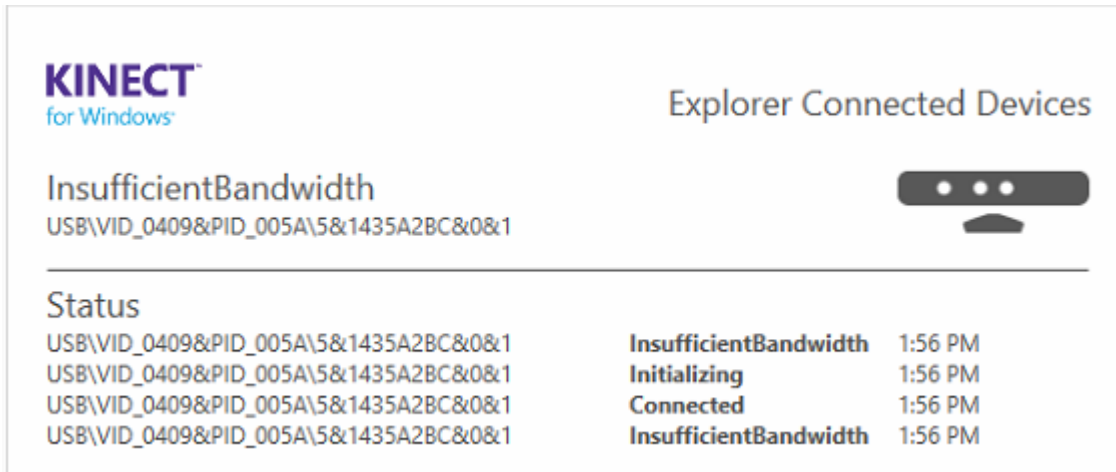 KINECT™
for Windows®
Explorer Connected Devices
InsufficientBandwidth
USB\VID_0409&PID_005A\5&1435A2BC&0&1
Status
USB\VID_0409&PID_005A\5&1435A2BC&0&1 InsufficientBandwidth 1:56 PM
USB\VID_0409&PID_005A\5&1435A2BC&0&1 Initializing 1:56 PM
USB\VID_0409&PID_005A\5&1435A2BC&0&1 Connected 1:56 PM
USB\VID_0409&PID_005A\5&1435A2BC&0&1 InsufficientBandwidth 1:56 PM